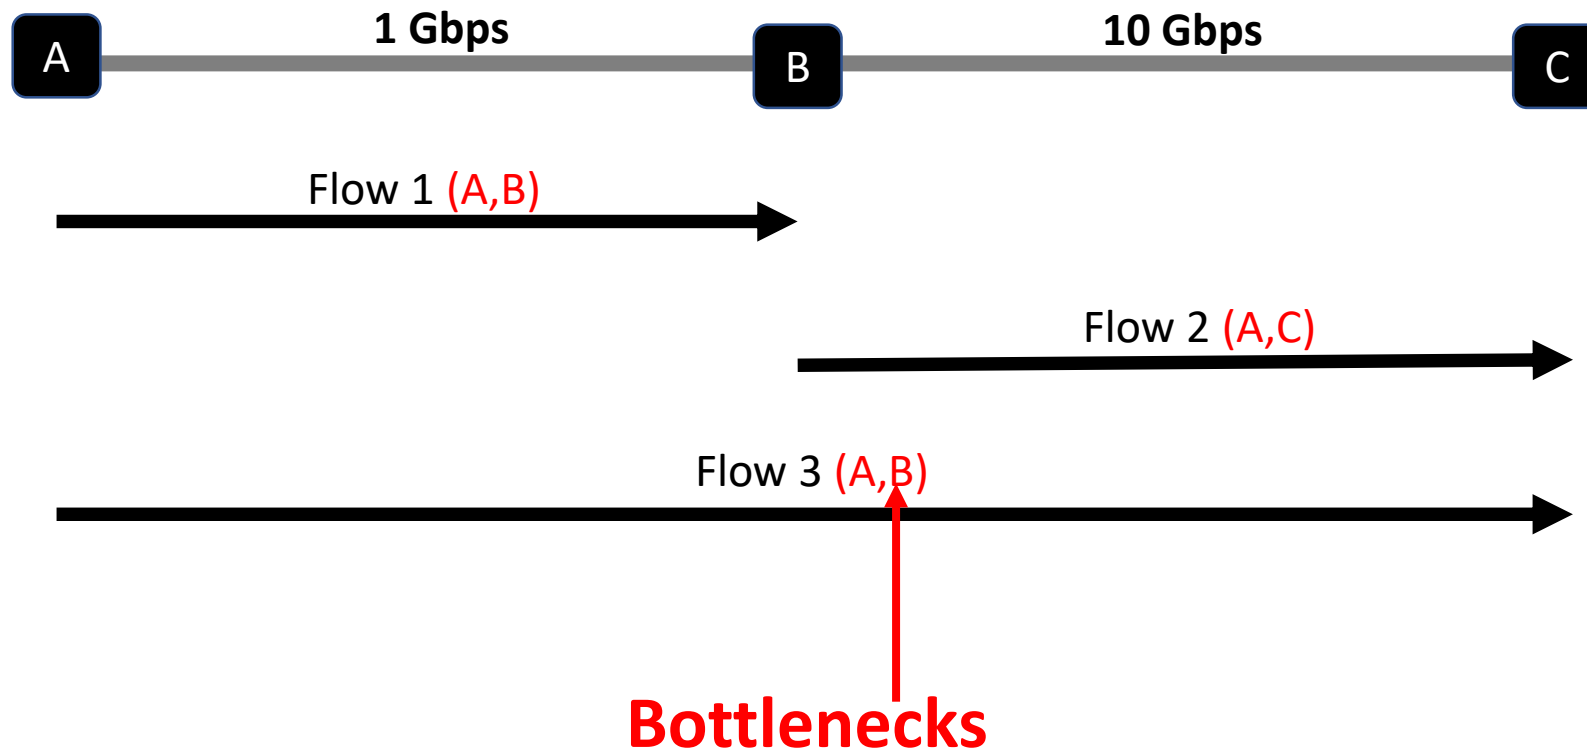 1 Gbps
10 Gbps
A
B
C
Flow 1 (A,B)
Flow 2 (A,C)
Flow 3 (A,B)
Bottlenecks